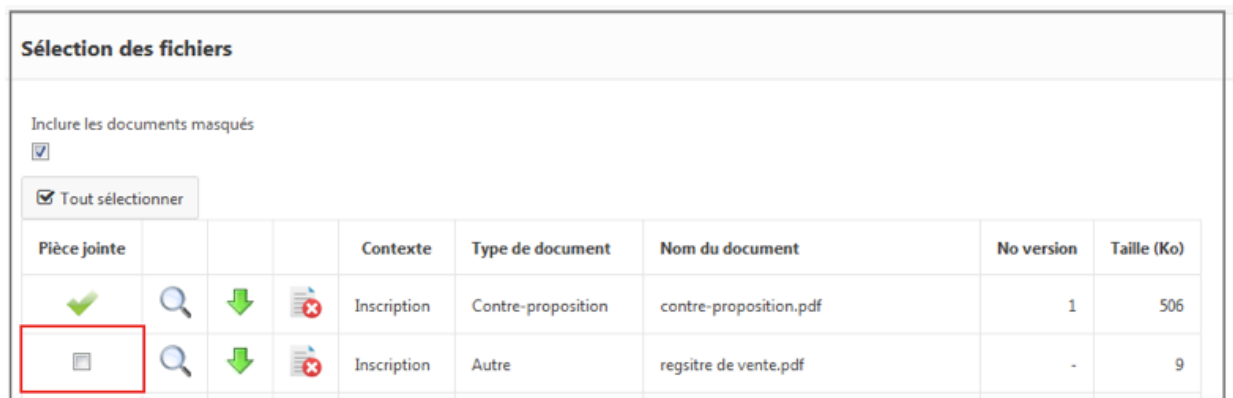 Sélection des fichiers
Inclure les documents masqués
Tout sélectionner
Pièce jointe Contexte Type de document Nom du document No version Taille (Ko)
Inscription Contre-proposition contre-proposition.pdf 1 506
Inscription Autre regsitre de vente.pdf - 9